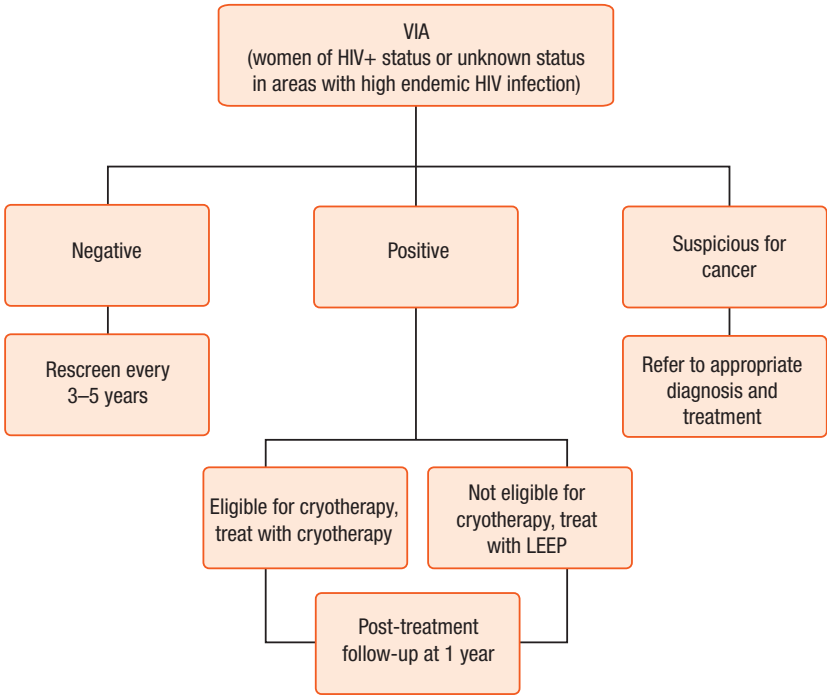 VIA
(women of HIV+ status or unknown status
in areas with high endemic HIV infection)
Negative
Positive
Suspicious for
cancer
Rescreen every
3–5 years
Refer to appropriate
diagnosis and
treatment
Eligible for cryotherapy,
treat with cryotherapy
Not eligible for
cryotherapy, treat
with LEEP
Post-treatment
follow-up at 1 year